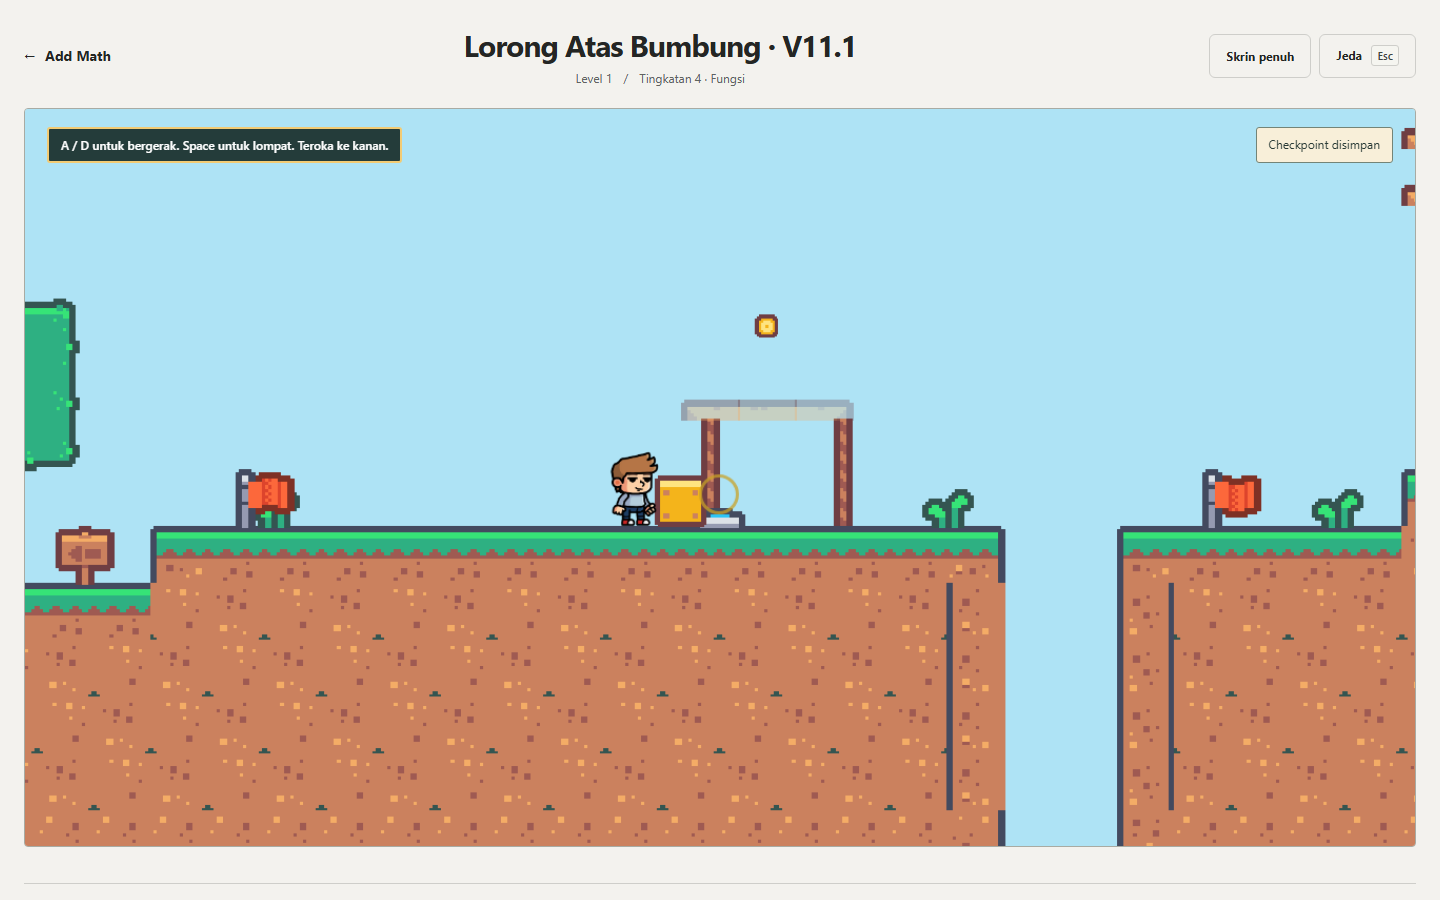 ← Add Math
Lorong Atas Bumbung · V11.1
Level 1 / Tingkatan 4 · Fungsi
Skrin penuh
Jeda Esc
A / D untuk bergerak. Space untuk lompat. Teroka ke kanan.
Checkpoint disimpan